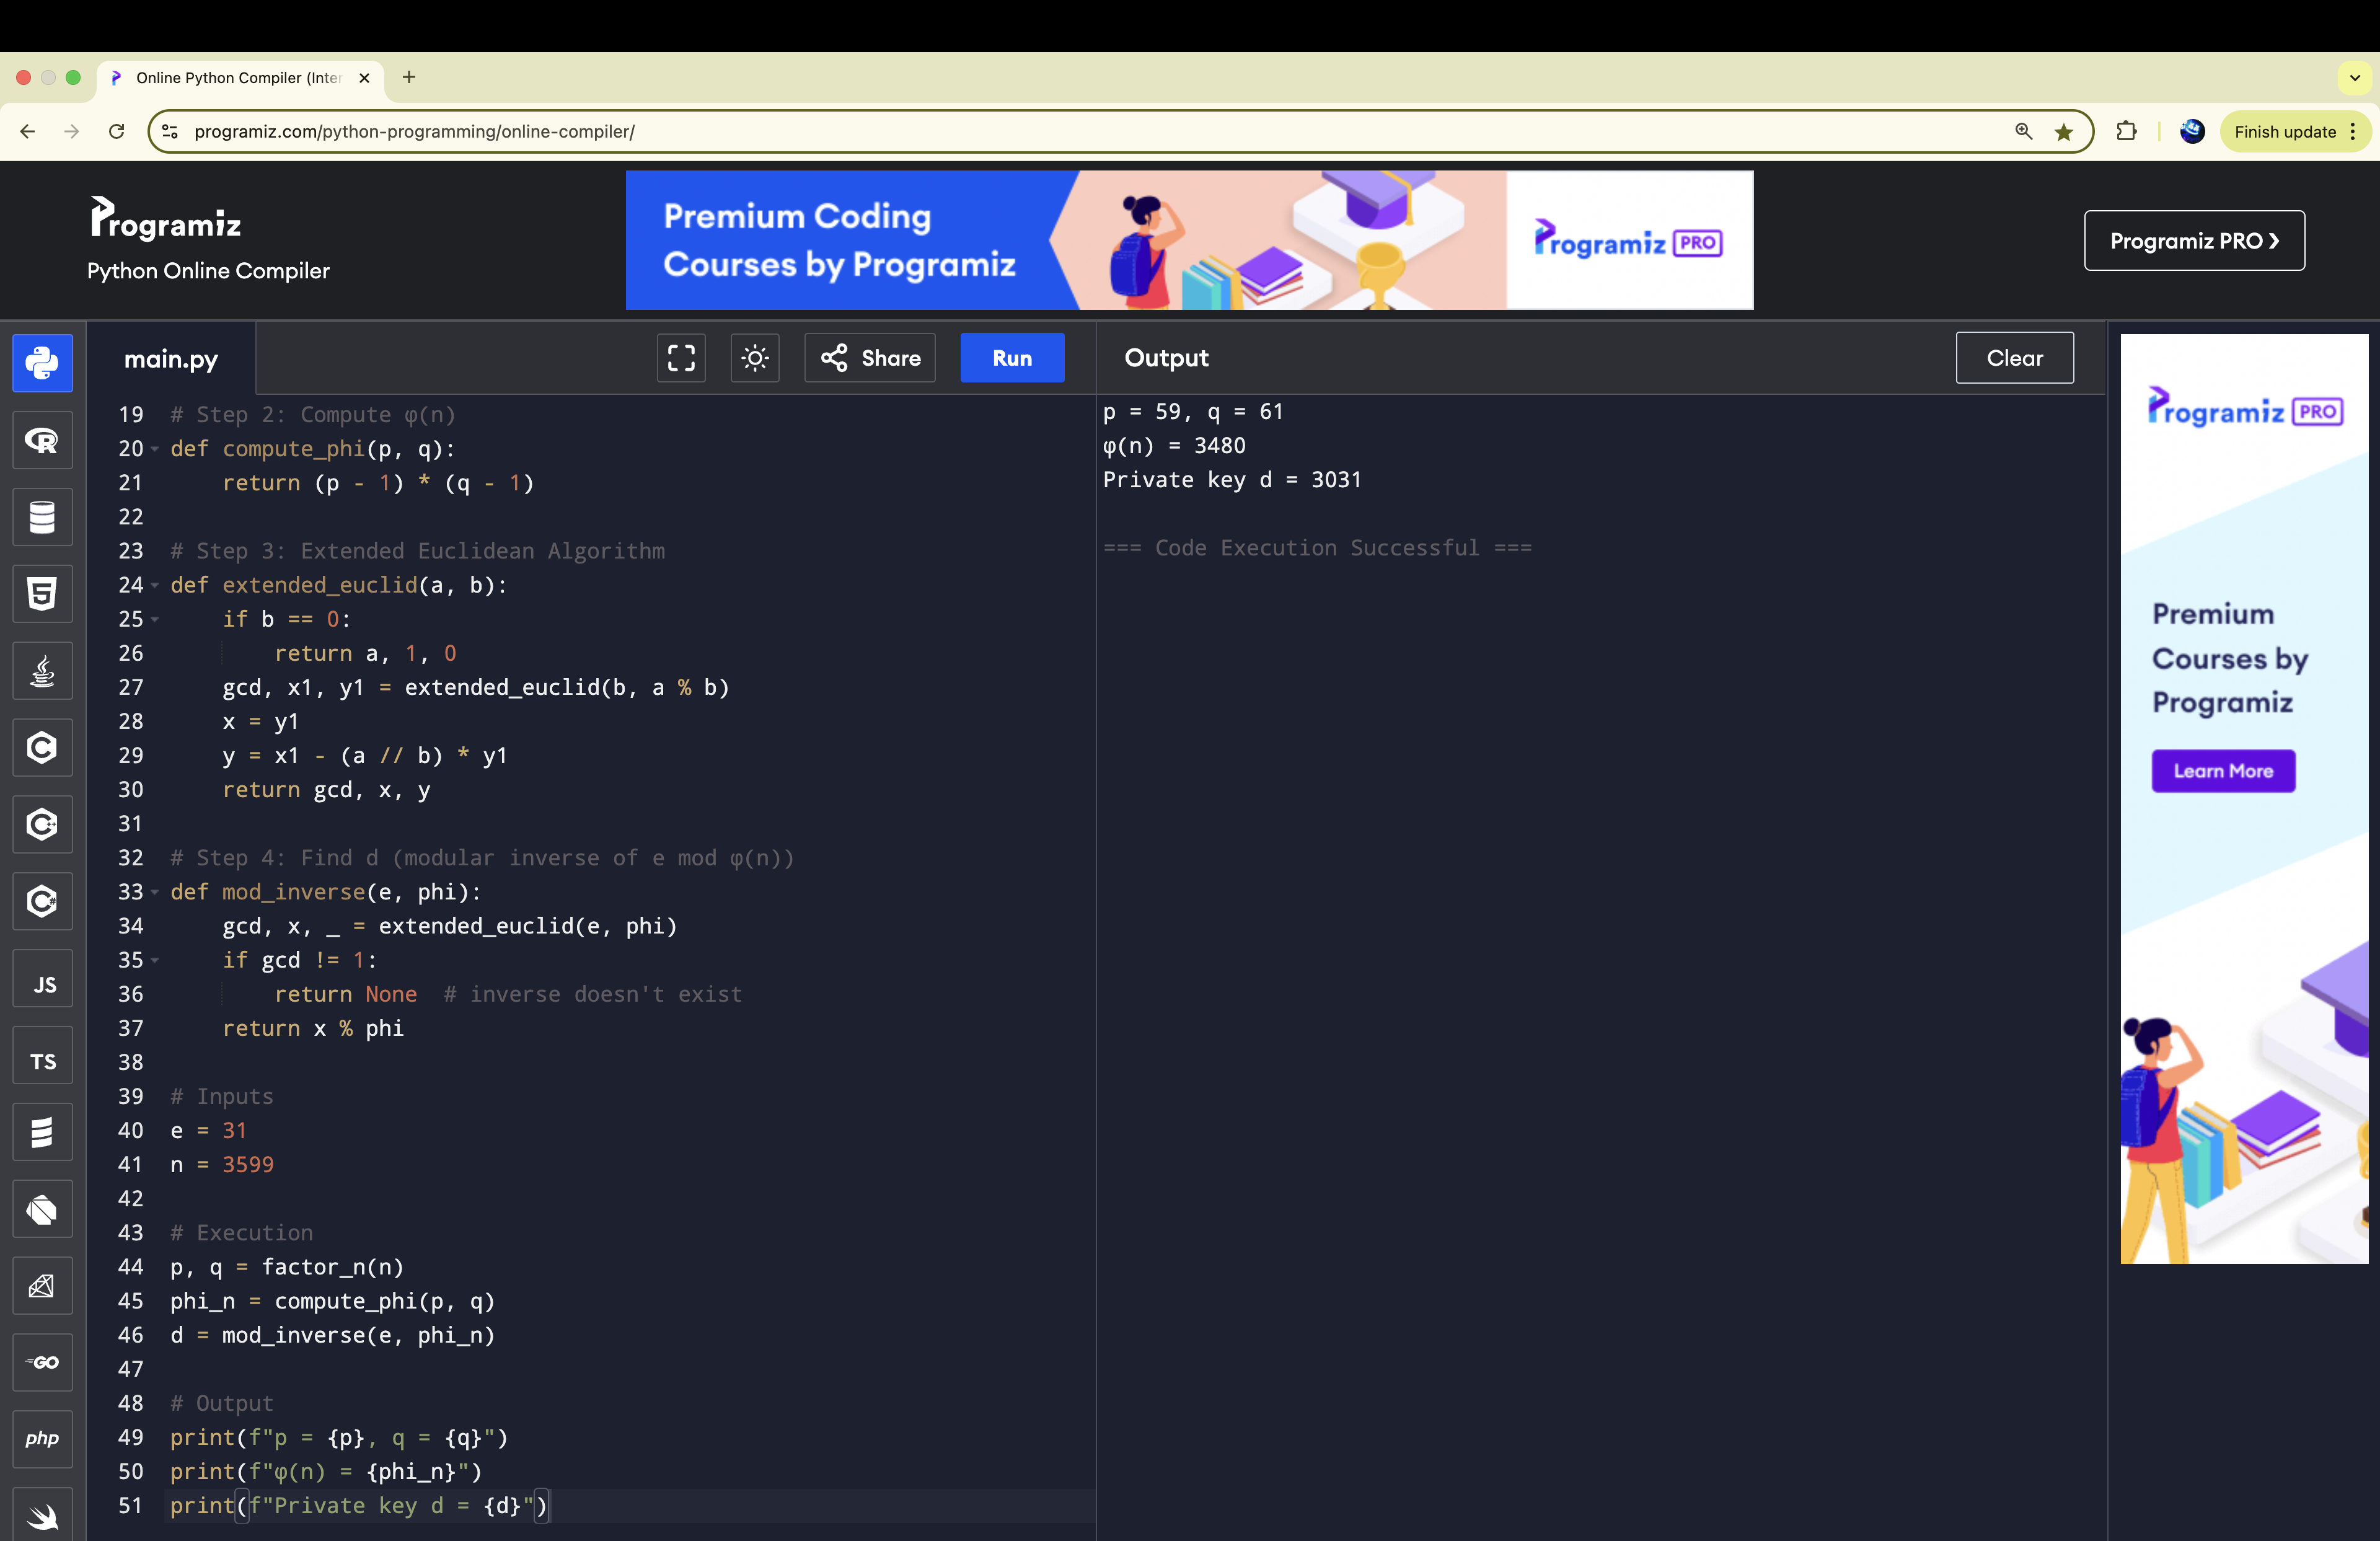 Online Python Compiler (Inter
programiz.com/python-programming/online-compiler/
Finish update
Programiz
Python Online Compiler
Premium Coding
Courses by Programiz
Programiz PRO
Programiz PRO ❯
main.py
Share
Run
Output
Clear
19 # Step 2: Compute φ(n)
20 def compute_phi(p, q):
21     return (p - 1) * (q - 1)
22
23 # Step 3: Extended Euclidean Algorithm
24 def extended_euclid(a, b):
25     if b == 0:
26         return a, 1, 0
27     gcd, x1, y1 = extended_euclid(b, a % b)
28     x = y1
29     y = x1 - (a // b) * y1
30     return gcd, x, y
31
32 # Step 4: Find d (modular inverse of e mod φ(n))
33 def mod_inverse(e, phi):
34     gcd, x, _ = extended_euclid(e, phi)
35     if gcd != 1:
36         return None  # inverse doesn't exist
37     return x % phi
38
39 # Inputs
40 e = 31
41 n = 3599
42
43 # Execution
44 p, q = factor_n(n)
45 phi_n = compute_phi(p, q)
46 d = mod_inverse(e, phi_n)
47
48 # Output
49 print(f"p = {p}, q = {q}")
50 print(f"φ(n) = {phi_n}")
51 print(f"Private key d = {d}")
p = 59, q = 61
φ(n) = 3480
Private key d = 3031
=== Code Execution Successful ===
Programiz PRO
Premium
Courses by
Programiz
Learn More
R
5
C
C++
C#
JS
TS
GO
php